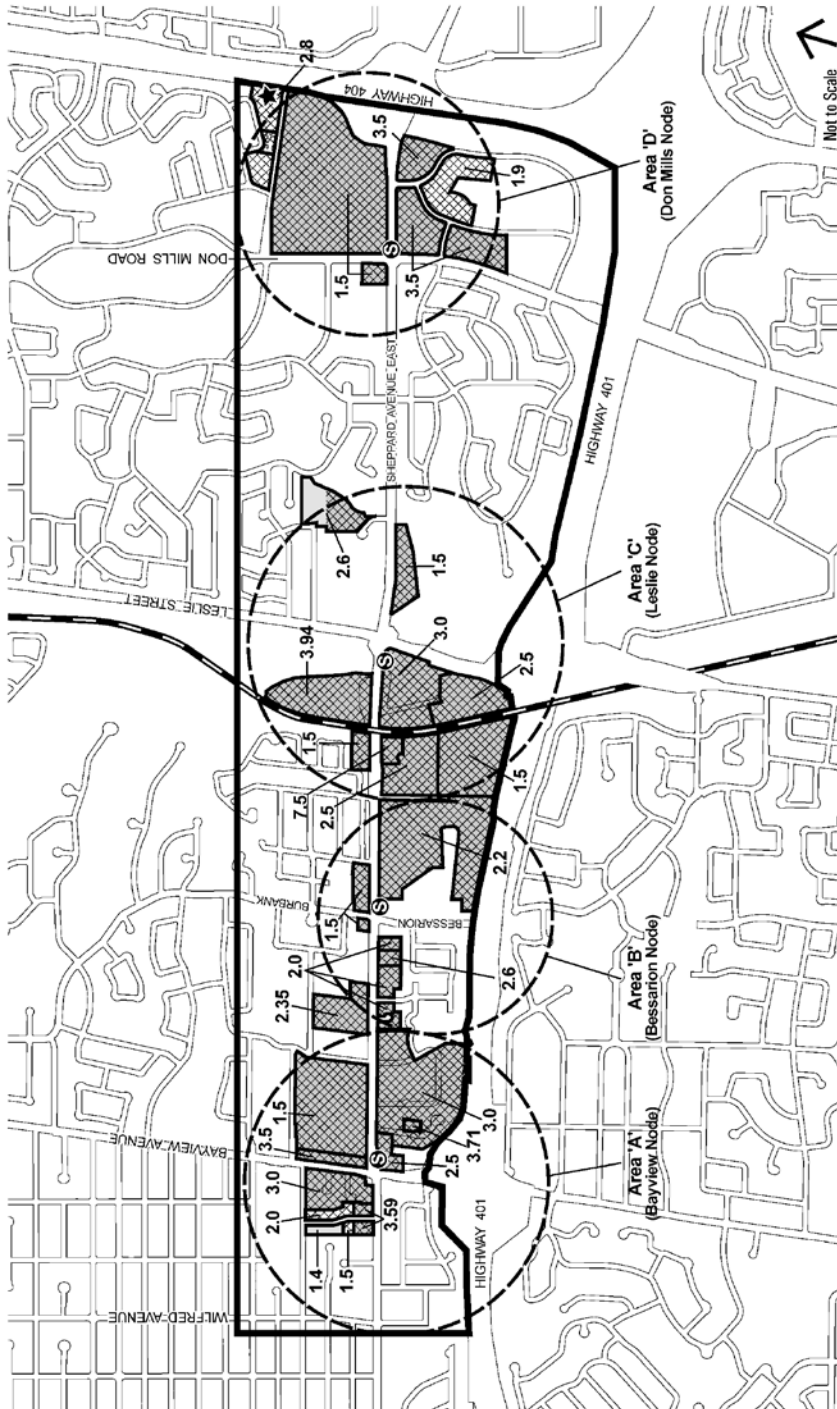 2.8
HIGHWAY 404
3.5
1.9
Area 'D'
(Don Mills Node)
Not to Scale
DON MILLS ROAD
1.5
S
3.5
SHEPPARD AVENUE EAST
HIGHWAY 401
2.6
1.5
LESLIE STREET
Area 'C'
(Leslie Node)
3.94
S
3.0
2.5
1.5
7.5
2.5
1.5
2.2
BURBANK
1.5
S
BESSARION
2.0
2.6
2.35
Area 'B'
(Bessarion Node)
BAYVIEW AVENUE
1.5
3.5
S
3.0
3.71
2.5
3.0
2.0
3.59
1.4
1.5
Area 'A'
(Bayview Node)
HIGHWAY 401
WILFRED AVENUE